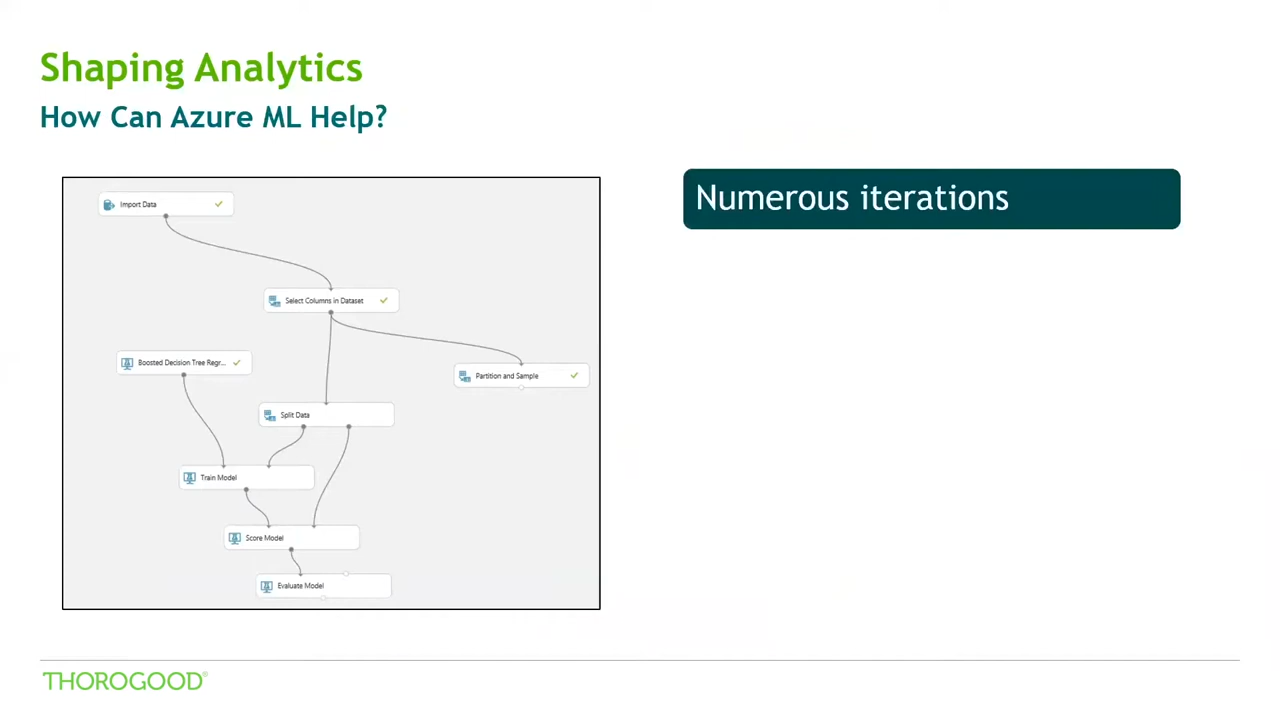 Shaping Analytics
How Can Azure ML Help?
Numerous iterations
Import Data
Select Columns in Dataset
Boosted Decision Tree Regr...
Partition and Sample
Split Data
Train Model
Score Model
Evaluate Model
THOROGOOD®